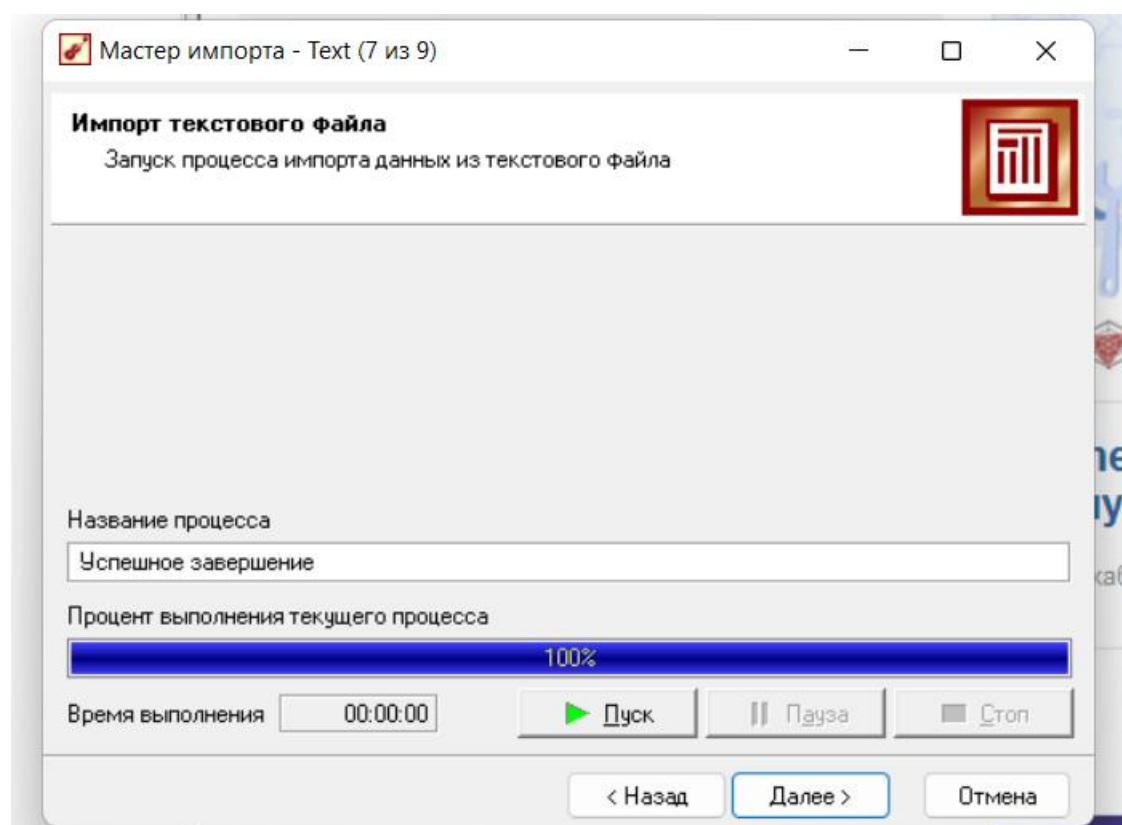 Мастер импорта - Text (7 из 9)
Импорт текстового файла
Запуск процесса импорта данных из текстового файла
Название процесса
Успешное завершение
Процент выполнения текущего процесса
100%
Время выполнения 00:00:00 Пуск Пауза Стоп
< Назад Далее > Отмена